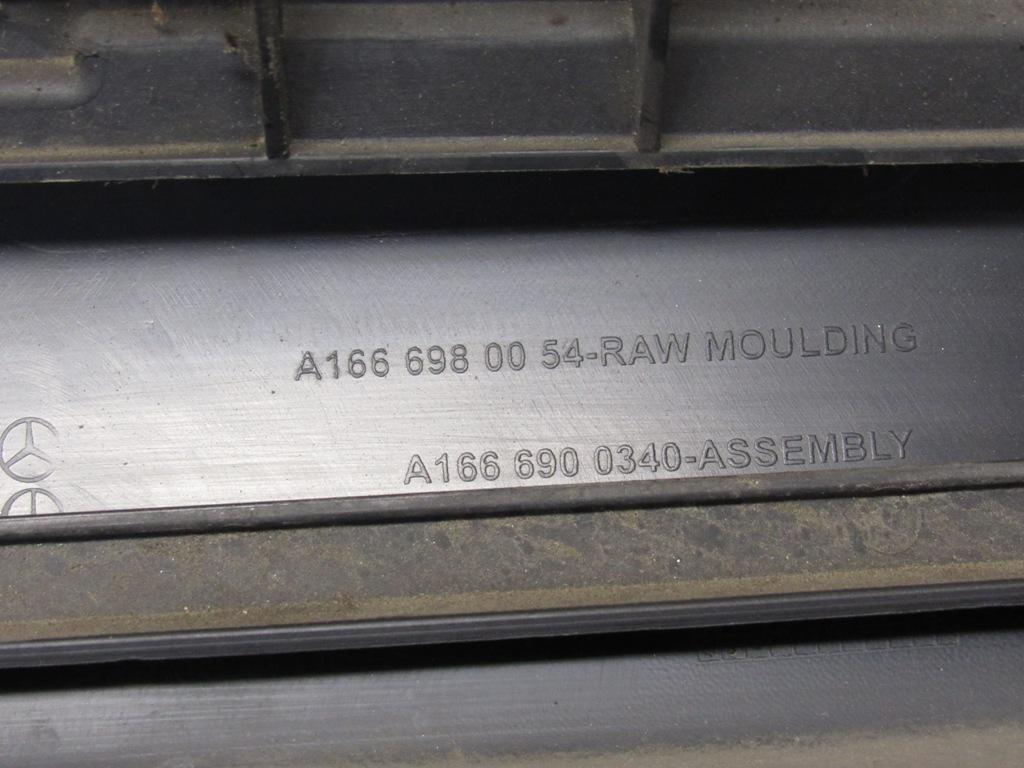 A166 698 00 54-RAW MOULDING
A166 690 0340-ASSEMBLY